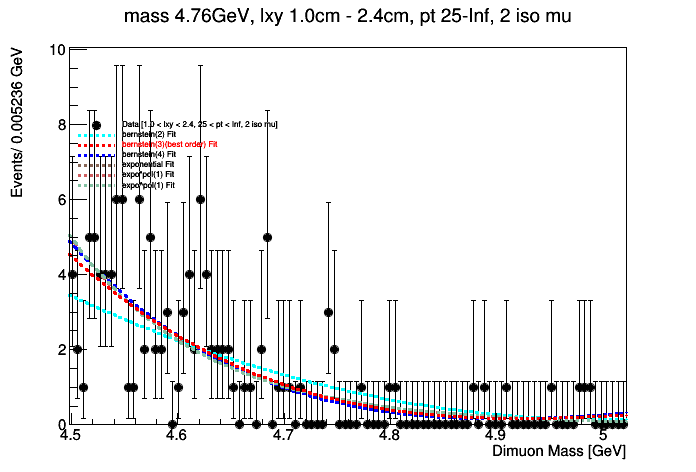 mass 4.76GeV, lxy 1.0cm - 2.4cm, pt 25-Inf, 2 iso mu
Events/ 0.005236 GeV
10
8
6
4
2
0
Data [1.0 < lxy < 2.4, 25 < pt < Inf, 2 iso mu]
bernstein(2) Fit
bernstein(3)(best order) Fit
bernstein(4) Fit
exponential Fit
expo*pol(1) Fit
expo*pol(1) Fit
4.5 4.6 4.7 4.8 4.9 5
Dimuon Mass [GeV]